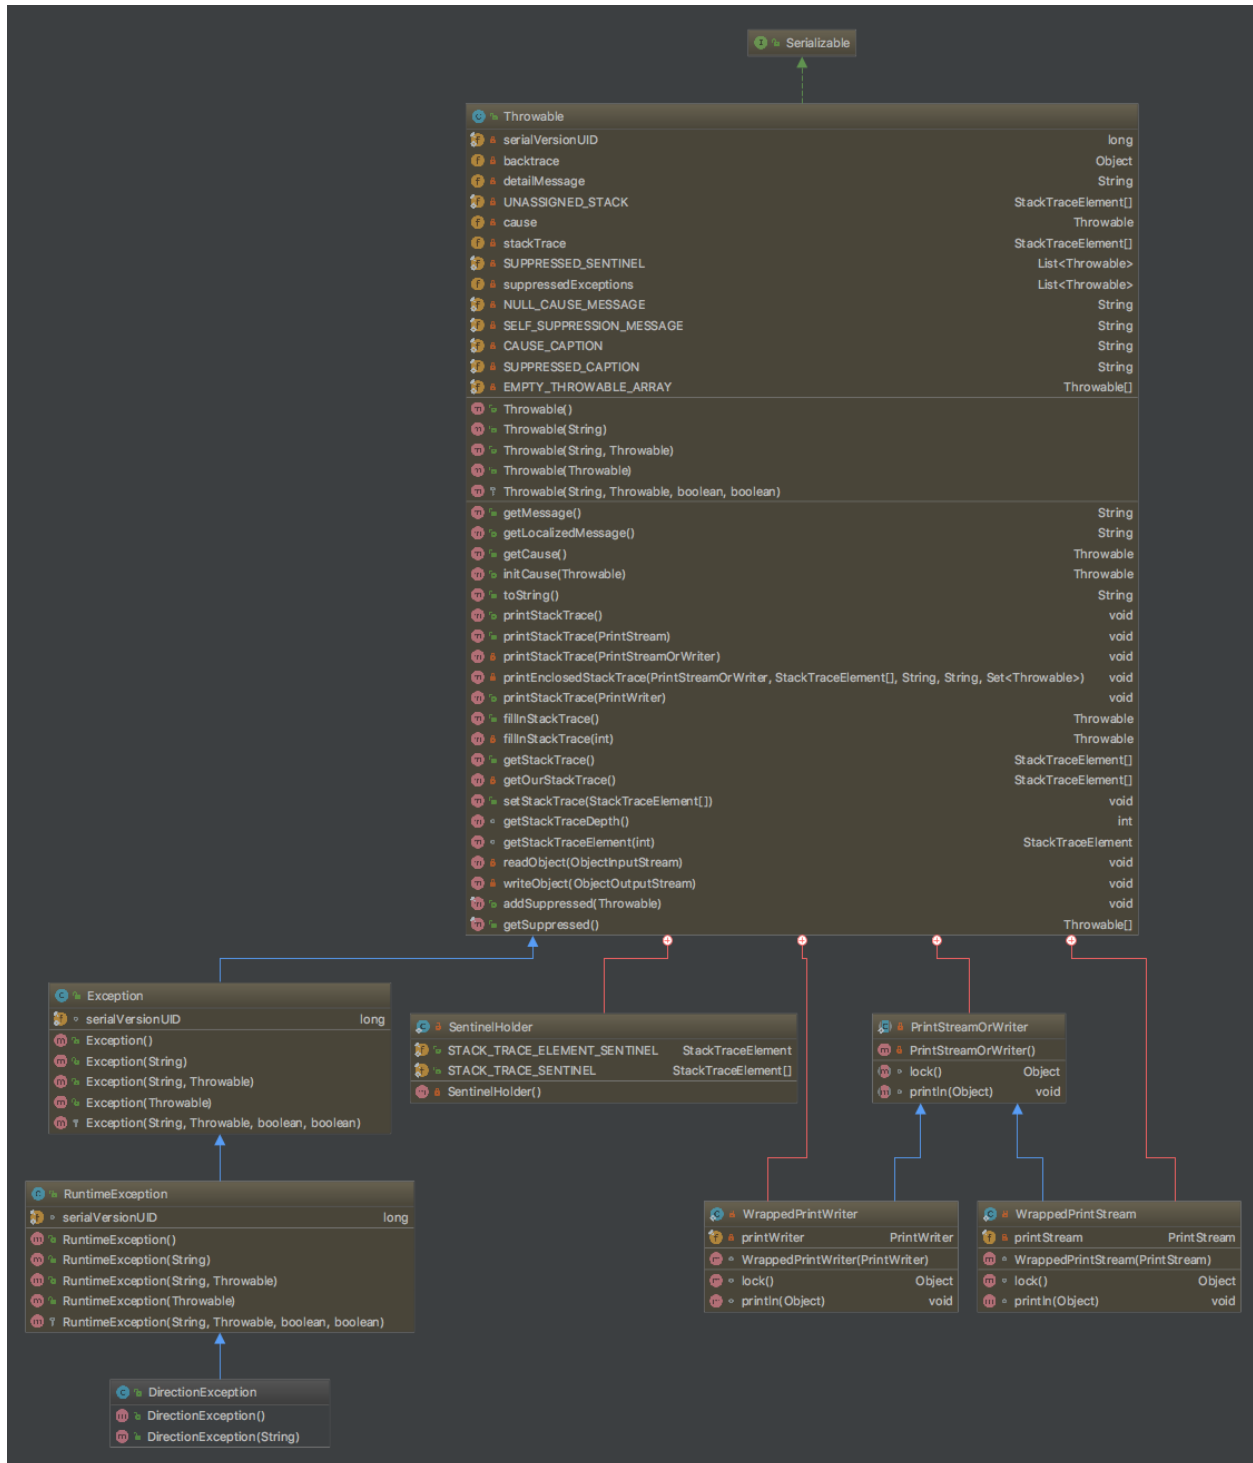 Serializable
Throwable
serialVersionUID long
backtrace Object
detailMessage String
UNASSIGNED_STACK StackTraceElement[]
cause Throwable
stackTrace StackTraceElement[]
SUPPRESSED_SENTINEL List<Throwable>
suppressedExceptions List<Throwable>
NULL_CAUSE_MESSAGE String
SELF_SUPPRESSION_MESSAGE String
CAUSE_CAPTION String
SUPPRESSED_CAPTION String
EMPTY_THROWABLE_ARRAY Throwable[]
Throwable()
Throwable(String)
Throwable(String, Throwable)
Throwable(Throwable)
Throwable(String, Throwable, boolean, boolean)
getMessage() String
getLocalizedMessage() String
getCause() Throwable
initCause(Throwable) Throwable
toString() String
printStackTrace() void
printStackTrace(PrintStream) void
printStackTrace(PrintStreamOrWriter) void
printEnclosedStackTrace(PrintStreamOrWriter, StackTraceElement[], String, String, Set<Throwable>) void
printStackTrace(PrintWriter) void
fillInStackTrace() Throwable
fillInStackTrace(int) Throwable
getStackTrace() StackTraceElement[]
getOurStackTrace() StackTraceElement[]
setStackTrace(StackTraceElement[]) void
getStackTraceDepth() int
getStackTraceElement(int) StackTraceElement
readObject(ObjectInputStream) void
writeObject(ObjectOutputStream) void
addSuppressed(Throwable) void
getSuppressed() Throwable[]
Exception
serialVersionUID long
Exception()
Exception(String)
Exception(String, Throwable)
Exception(Throwable)
Exception(String, Throwable, boolean, boolean)
SentinelHolder
STACK_TRACE_ELEMENT_SENTINEL StackTraceElement
STACK_TRACE_SENTINEL StackTraceElement[]
SentinelHolder()
PrintStreamOrWriter
PrintStreamOrWriter()
lock() Object
println(Object) void
RuntimeException
serialVersionUID long
RuntimeException()
RuntimeException(String)
RuntimeException(String, Throwable)
RuntimeException(Throwable)
RuntimeException(String, Throwable, boolean, boolean)
WrappedPrintWriter
printWriter PrintWriter
WrappedPrintWriter(PrintWriter)
lock() Object
println(Object) void
WrappedPrintStream
printStream PrintStream
WrappedPrintStream(PrintStream)
lock() Object
println(Object) void
DirectionException
DirectionException()
DirectionException(String)